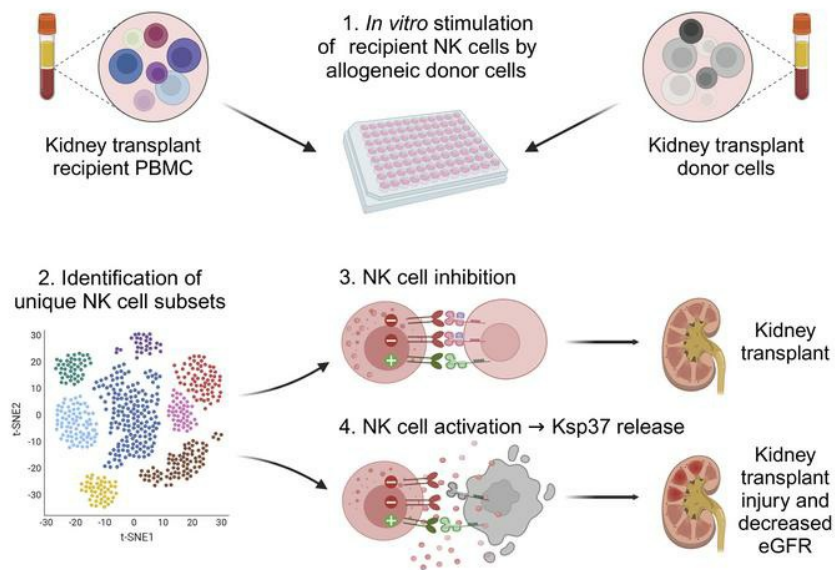 1. In vitro stimulation
of recipient NK cells by
allogeneic donor cells
Kidney transplant
recipient PBMC
Kidney transplant
donor cells
2. Identification of
unique NK cell subsets
30
20
10
0
-10
-20
-30
t-SNE2
-30
-20
-10
0
10
20
30
t-SNE1
3. NK cell inhibition
Kidney
transplant
4. NK cell activation → Ksp37 release
Kidney
transplant
injury and
decreased
eGFR